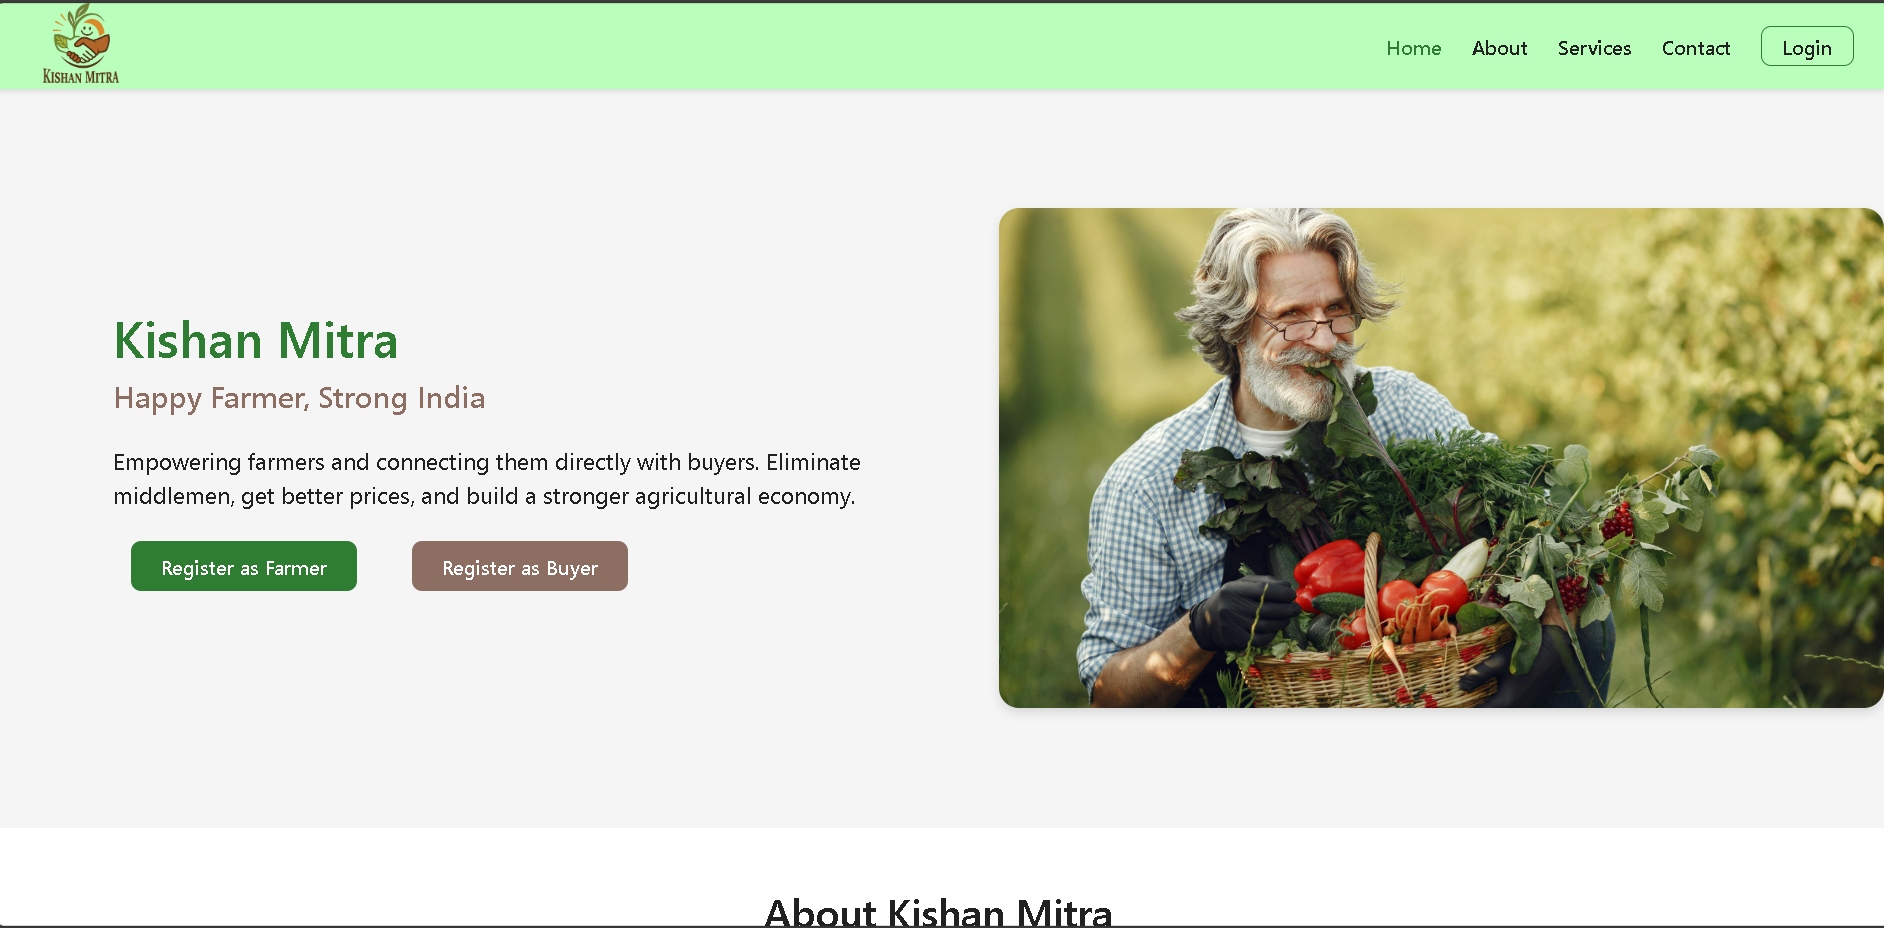 KISHAN MITRA
Home About Services Contact Login
Kishan Mitra
Happy Farmer, Strong India
Empowering farmers and connecting them directly with buyers. Eliminate
middlemen, get better prices, and build a stronger agricultural economy.
Register as Farmer Register as Buyer
About Kishan Mitra